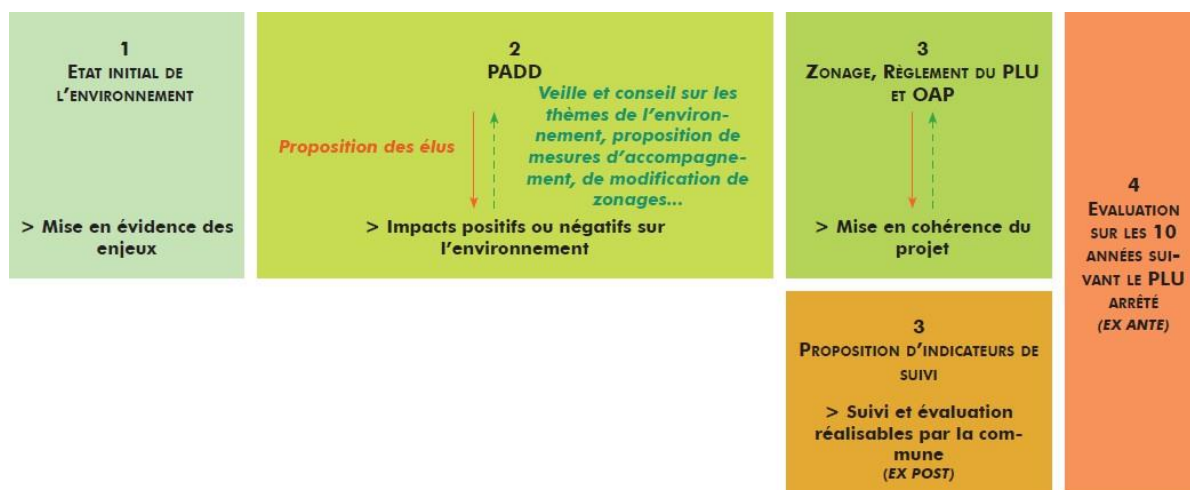 1
ETAT INITIAL DE
L'ENVIRONNEMENT
> Mise en évidence des
enjeux
2
PADD
Proposition des élus
Veille et conseil sur les
thèmes de l'environ-
nement, proposition de
mesures d'accompagne-
ment, de modification de
zonages...
> Impacts positifs ou négatifs sur
l'environnement
3
ZONAGE, RÈGLEMENT DU PLU
ET OAP
> Mise en cohérence du
projet
3
PROPOSITION D'INDICATEURS DE
SUIVI
> Suivi et évaluation
réalisables par la com-
mune
(EX POST)
4
EVALUATION
SUR LES 10
ANNÉES SUI-
VANT LE PLU
ARRÊTÉ
(EX ANTE)